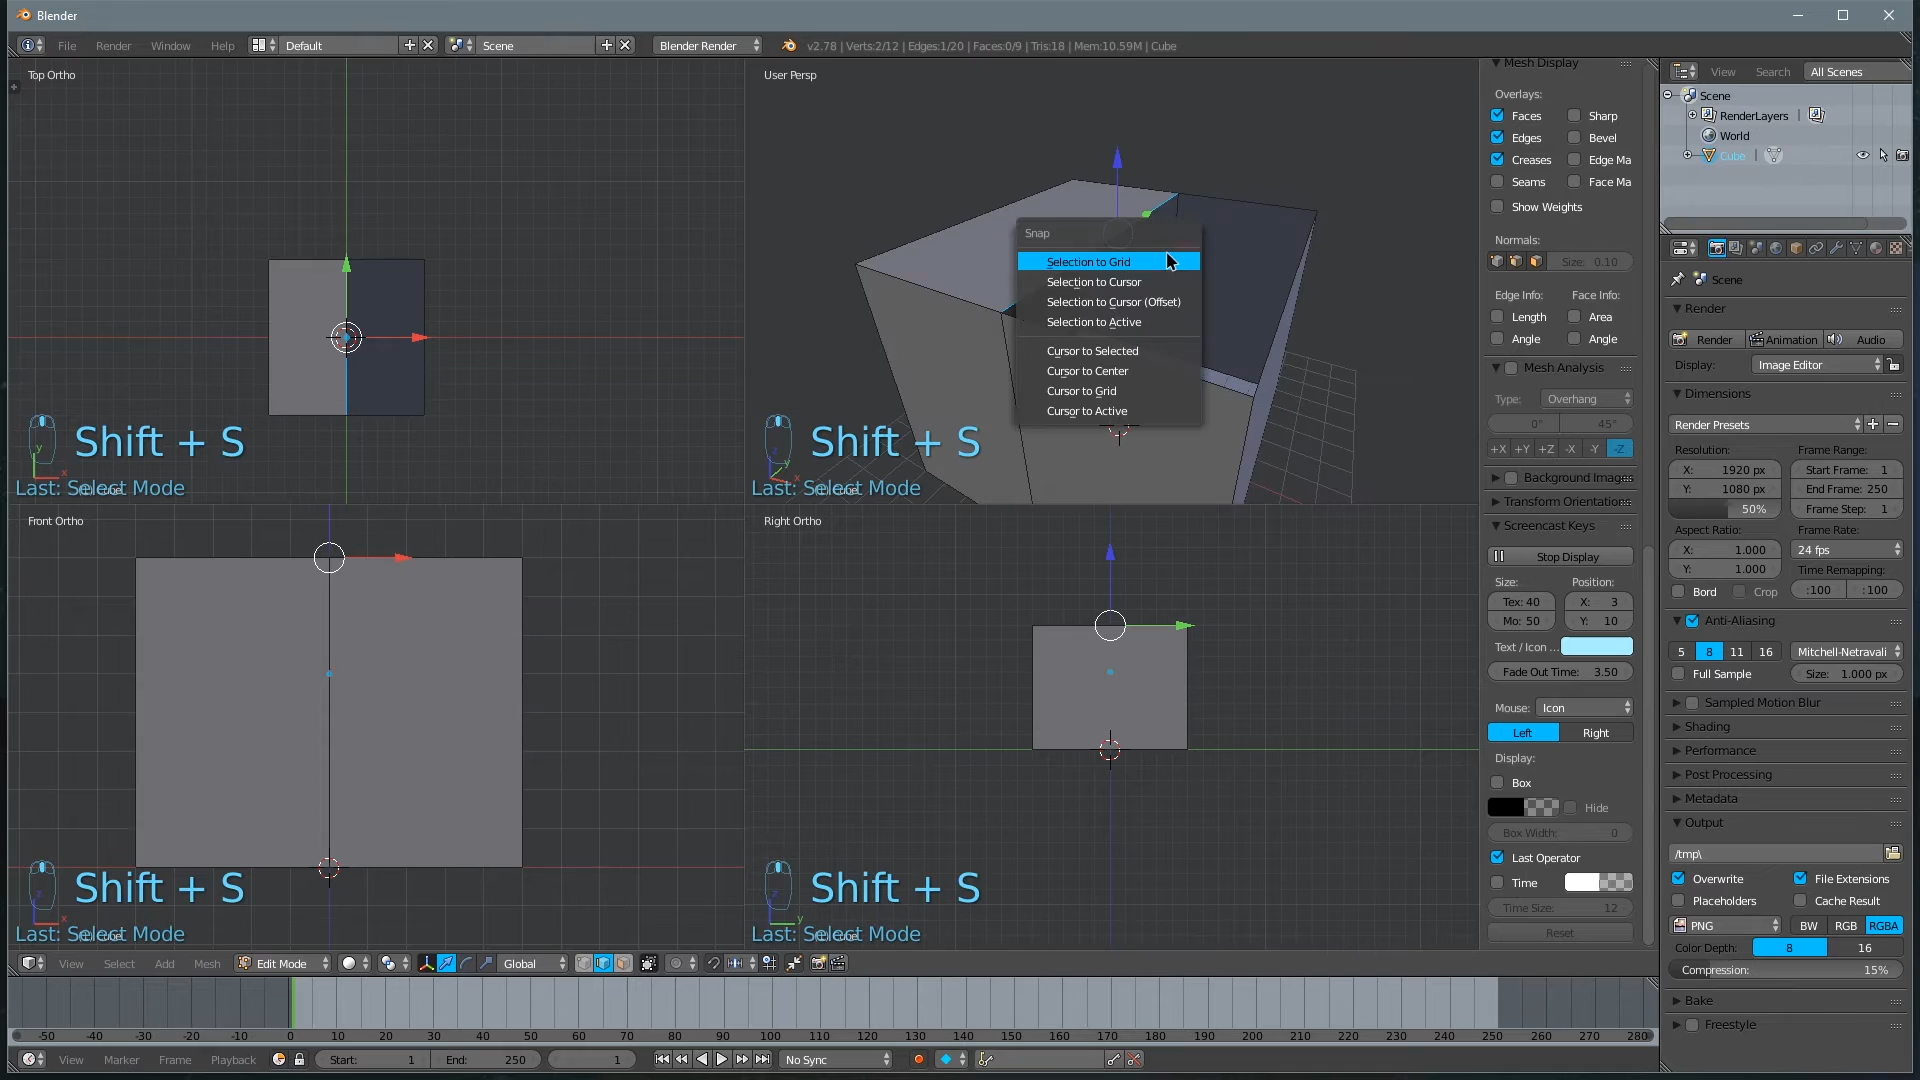 Blender
File Render Window Help Default Scene Blender Render v2.78 | Verts:2/12 | Edges:1/20 | Faces:0/9 | Tris:18 | Mem:10.59M | Cube
Top Ortho
Shift + S
Last: Select Mode
User Persp
Snap
Selection to Grid
Selection to Cursor
Selection to Cursor (Offset)
Selection to Active
Cursor to Selected
Cursor to Center
Cursor to Grid
Cursor to Active
Shift + S
Last: Select Mode
Front Ortho
Shift + S
Last: Select Mode
Right Ortho
Shift + S
Last: Select Mode
Mesh Display
Overlays:
Faces Sharp
Edges Bevel
Creases Edge Ma
Seams Face Ma
Show Weights
Normals:
Size: 0.10
Edge Info: Face Info:
Length Area
Angle Angle
Mesh Analysis
Type: Overhang
0° 45°
+X +Y +Z -X -Y -Z
Background Images
Transform Orientations
Screencast Keys
Stop Display
Size: Position:
Tex: 40 X: 3
Mo: 50 Y: 10
Text / Icon ...
Fade Out Time: 3.50
Mouse: Icon
Left Right
Display:
Box
Hide
Box Width: 0
Last Operator
Time
Time Size: 12
Reset
View Search All Scenes
Scene
RenderLayers
World
Cube
Scene
Render
Render Animation Audio
Display: Image Editor
Dimensions
Render Presets
Resolution: Frame Range:
X: 1920 px Start Frame: 1
Y: 1080 px End Frame: 250
50% Frame Step: 1
Aspect Ratio: Frame Rate:
X: 1.000 24 fps
Y: 1.000 Time Remapping:
Bord Crop :100 :100
Anti-Aliasing
5 8 11 16 Mitchell-Netravali
Full Sample Size: 1.000 px
Sampled Motion Blur
Shading
Performance
Post Processing
Metadata
Output
/tmp\
Overwrite File Extensions
Placeholders Cache Result
PNG BW RGB RGBA
Color Depth: 8 16
Compression: 15%
Bake
Freestyle
View Select Add Mesh Edit Mode Global
-50 -40 -30 -20 -10 0 10 20 30 40 50 60 70 80 90 100 110 120 130 140 150 160 170 180 190 200 210 220 230 240 250 260 270 280
View Marker Frame Playback Start: 1 End: 250 1 No Sync